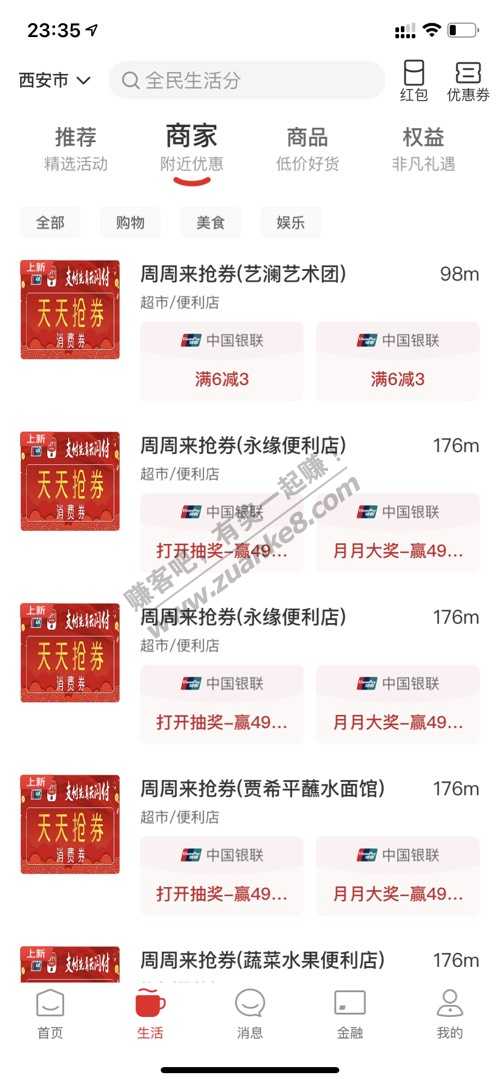 23:35
西安市
全民生活分
红包
优惠券
推荐
商家
商品
权益
精选活动
附近优惠
低价好货
非凡礼遇
全部
购物
美食
娱乐
上新
天天抢券
消费券
周周来抢券(艺澜艺术团)
98m
超市/便利店
中国银联
中国银联
满6减3
满6减3
上新
天天抢券
消费券
周周来抢券(永缘便利店)
176m
超市/便利店
中国银联
中国银联
打开抽奖-赢49...
月月大奖-赢49...
赚客吧,有奖一起赚!
www.zuanke8.com
上新
天天抢券
消费券
周周来抢券(永缘便利店)
176m
超市/便利店
中国银联
中国银联
打开抽奖-赢49...
月月大奖-赢49...
上新
天天抢券
消费券
周周来抢券(贾希平蘸水面馆)
176m
超市/便利店
中国银联
中国银联
打开抽奖-赢49...
月月大奖-赢49...
上新
周周来抢券(蔬菜水果便利店)
176m
首页
生活
消息
金融
我的